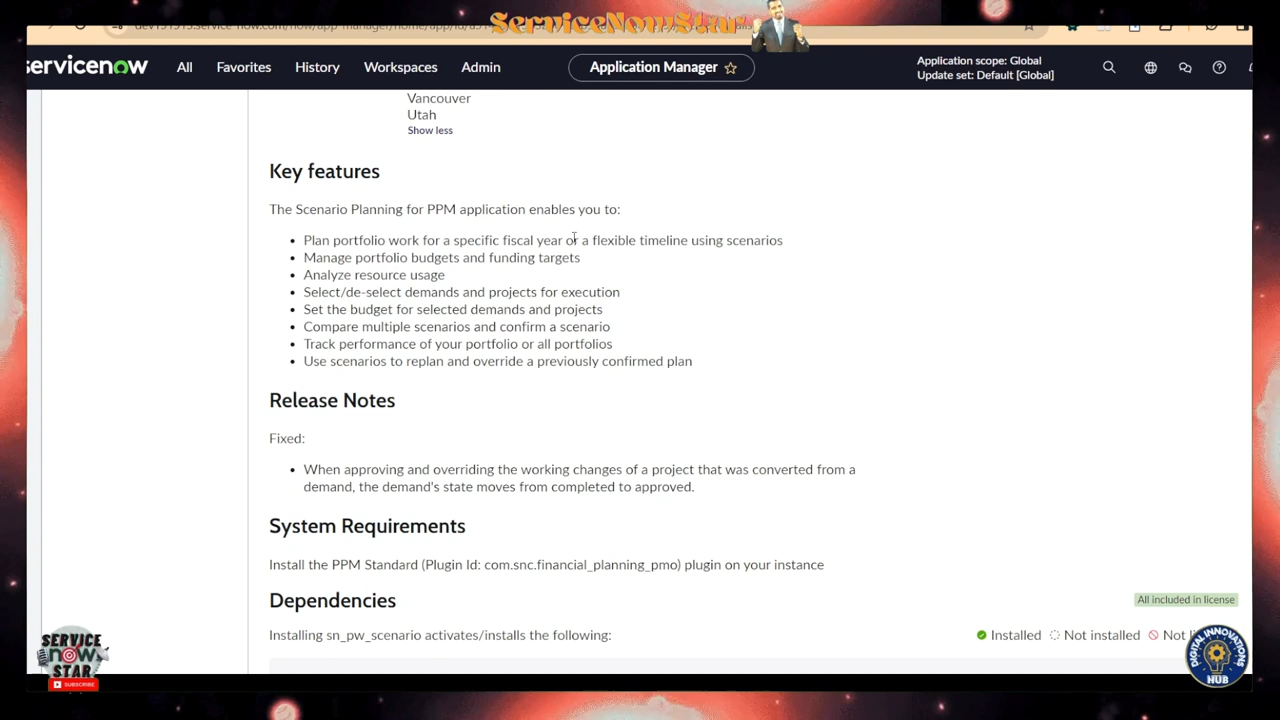 ServiceNowStar
servicenow
All
Favorites
History
Workspaces
Admin
Application Manager
Application scope: Global
Update set: Default [Global]
Vancouver
Utah
Show less
Key features
The Scenario Planning for PPM application enables you to:
• Plan portfolio work for a specific fiscal year or a flexible timeline using scenarios
• Manage portfolio budgets and funding targets
• Analyze resource usage
• Select/de-select demands and projects for execution
• Set the budget for selected demands and projects
• Compare multiple scenarios and confirm a scenario
• Track performance of your portfolio or all portfolios
• Use scenarios to replan and override a previously confirmed plan
Release Notes
Fixed:
• When approving and overriding the working changes of a project that was converted from a
demand, the demand's state moves from completed to approved.
System Requirements
Install the PPM Standard (Plugin Id: com.snc.financial_planning_pmo) plugin on your instance
Dependencies
All included in license
Installing sn_pw_scenario activates/installs the following:
Installed
Not installed
Not
SERVICE
now
STAR
SUBSCRIBE
DIGITAL INNOVATIONS
HUB